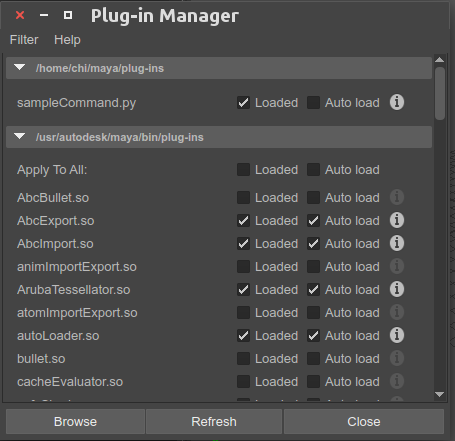 Plug-in Manager
Filter Help
/home/chi/maya/plug-ins
sampleCommand.py Loaded Auto load
/usr/autodesk/maya/bin/plug-ins
Apply To All: Loaded Auto load
AbcBullet.so Loaded Auto load
AbcExport.so Loaded Auto load
AbcImport.so Loaded Auto load
animImportExport.so Loaded Auto load
ArubaTessellator.so Loaded Auto load
atomImportExport.so Loaded Auto load
autoLoader.so Loaded Auto load
bullet.so Loaded Auto load
cacheEvaluator.so Loaded Auto load
Browse Refresh Close